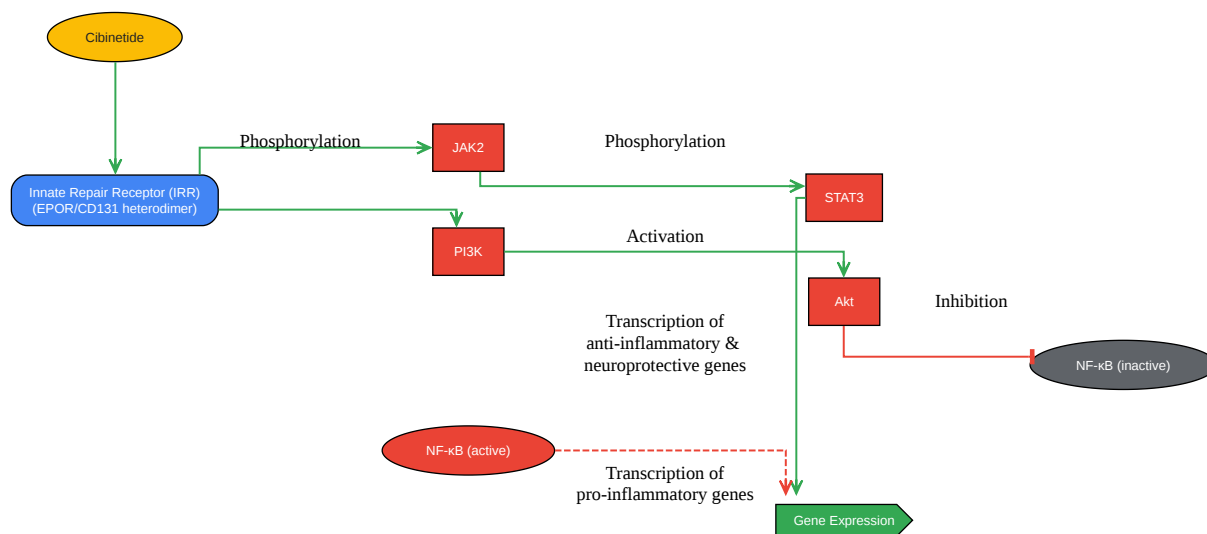 Cibinetide
Phosphorylation
JAK2
Phosphorylation
Innate Repair Receptor (IRR)
(EPOR/CD131 heterodimer)
STAT3
PI3K
Activation
Akt
Inhibition
Transcription of
anti-inflammatory &
neuroprotective genes
NF-κB (inactive)
NF-κB (active)
Transcription of
pro-inflammatory genes
Gene Expression